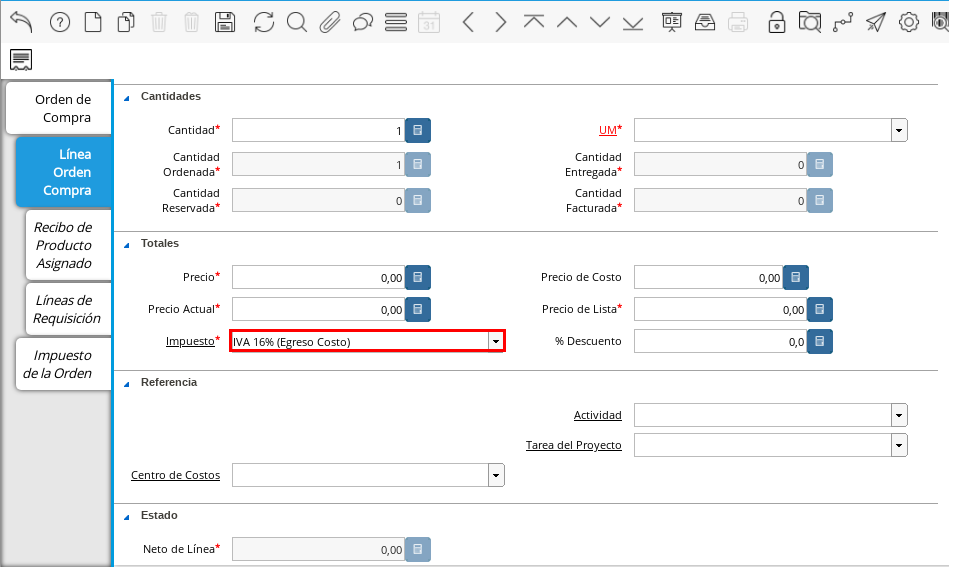 31
Orden de
Compra
Línea
Orden
Compra
Recibo de
Producto
Asignado
Líneas de
Requisición
Impuesto
de la Orden
Cantidades
Cantidad* 1
UM*
Cantidad
Ordenada* 1
Cantidad
Entregada* 0
Cantidad
Reservada* 0
Cantidad
Facturada* 0
Totales
Precio* 0,00
Precio de Costo 0,00
Precio Actual* 0,00
Precio de Lista* 0,00
Impuesto* IVA 16% (Egreso Costo)
% Descuento 0,0
Referencia
Actividad
Tarea del Proyecto
Centro de Costos
Estado
Neto de Línea* 0,00